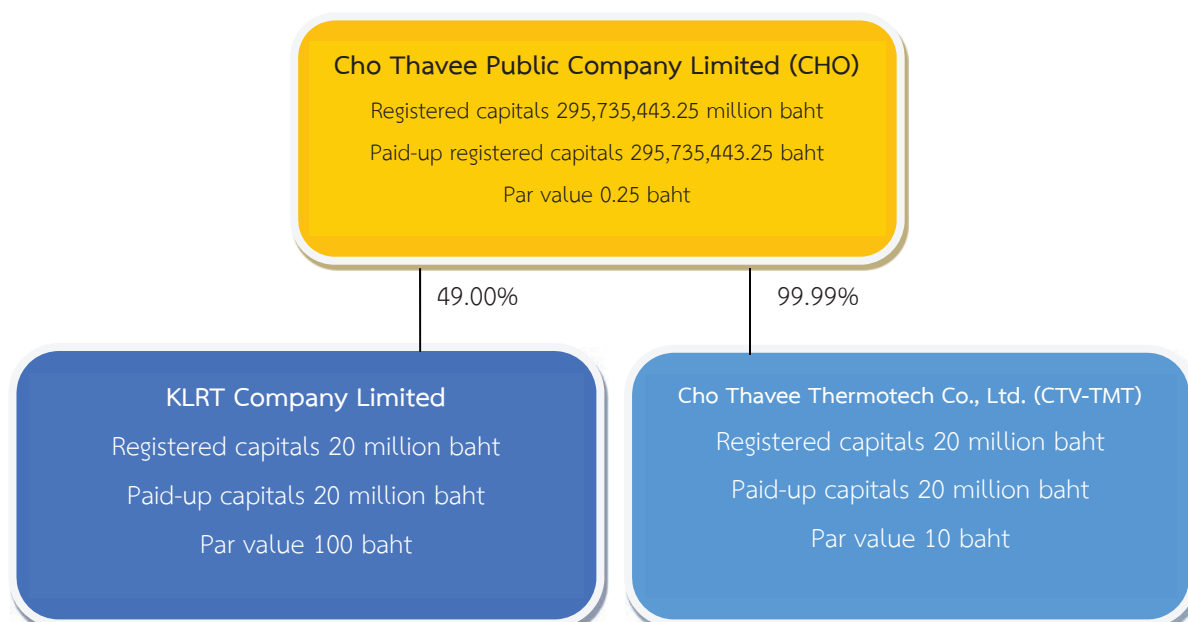 Cho Thavee Public Company Limited (CHO)
Registered capitals 295,735,443.25 million baht
Paid-up registered capitals 295,735,443.25 baht
Par value 0.25 baht
49.00%
99.99%
KLRT Company Limited
Registered capitals 20 million baht
Paid-up capitals 20 million baht
Par value 100 baht
Cho Thavee Thermotech Co., Ltd. (CTV-TMT)
Registered capitals 20 million baht
Paid-up capitals 20 million baht
Par value 10 baht